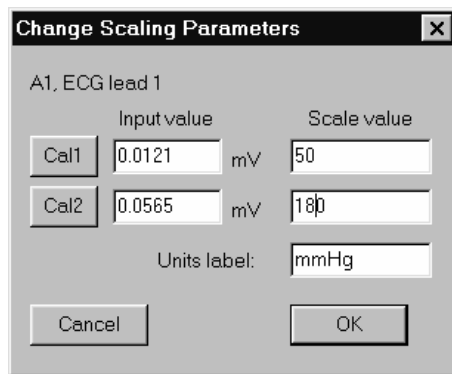 Change Scaling Parameters
A1, ECG lead 1
Input value Scale value
Cal1 0.0121 mV 50
Cal2 0.0565 mV 180
Units label: mmHg
Cancel OK